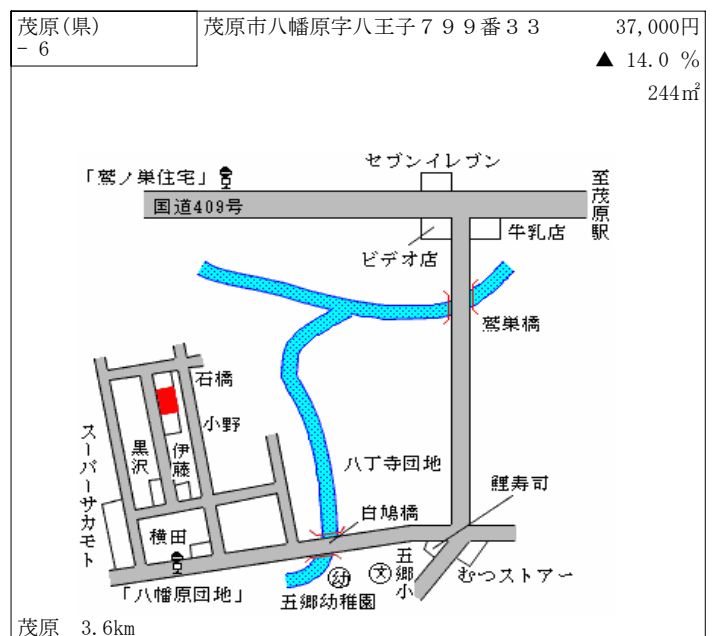 茂原(県)
- 6
茂原市八幡原字八王子７９９番３３
37,000円
▲ 14.0 %
244㎡
セブンイレブン
「鷲ノ巣住宅」
至茂原駅
国道409号
牛乳店
ビデオ店
鷲巣橋
石橋
小野
スーパーサカモト
黒沢
伊藤
八丁寺団地
鯉寿司
白鳩橋
横田
五郷小
文
幼
むつストアー
「八幡原団地」
五郷幼稚園
茂原 3.6km